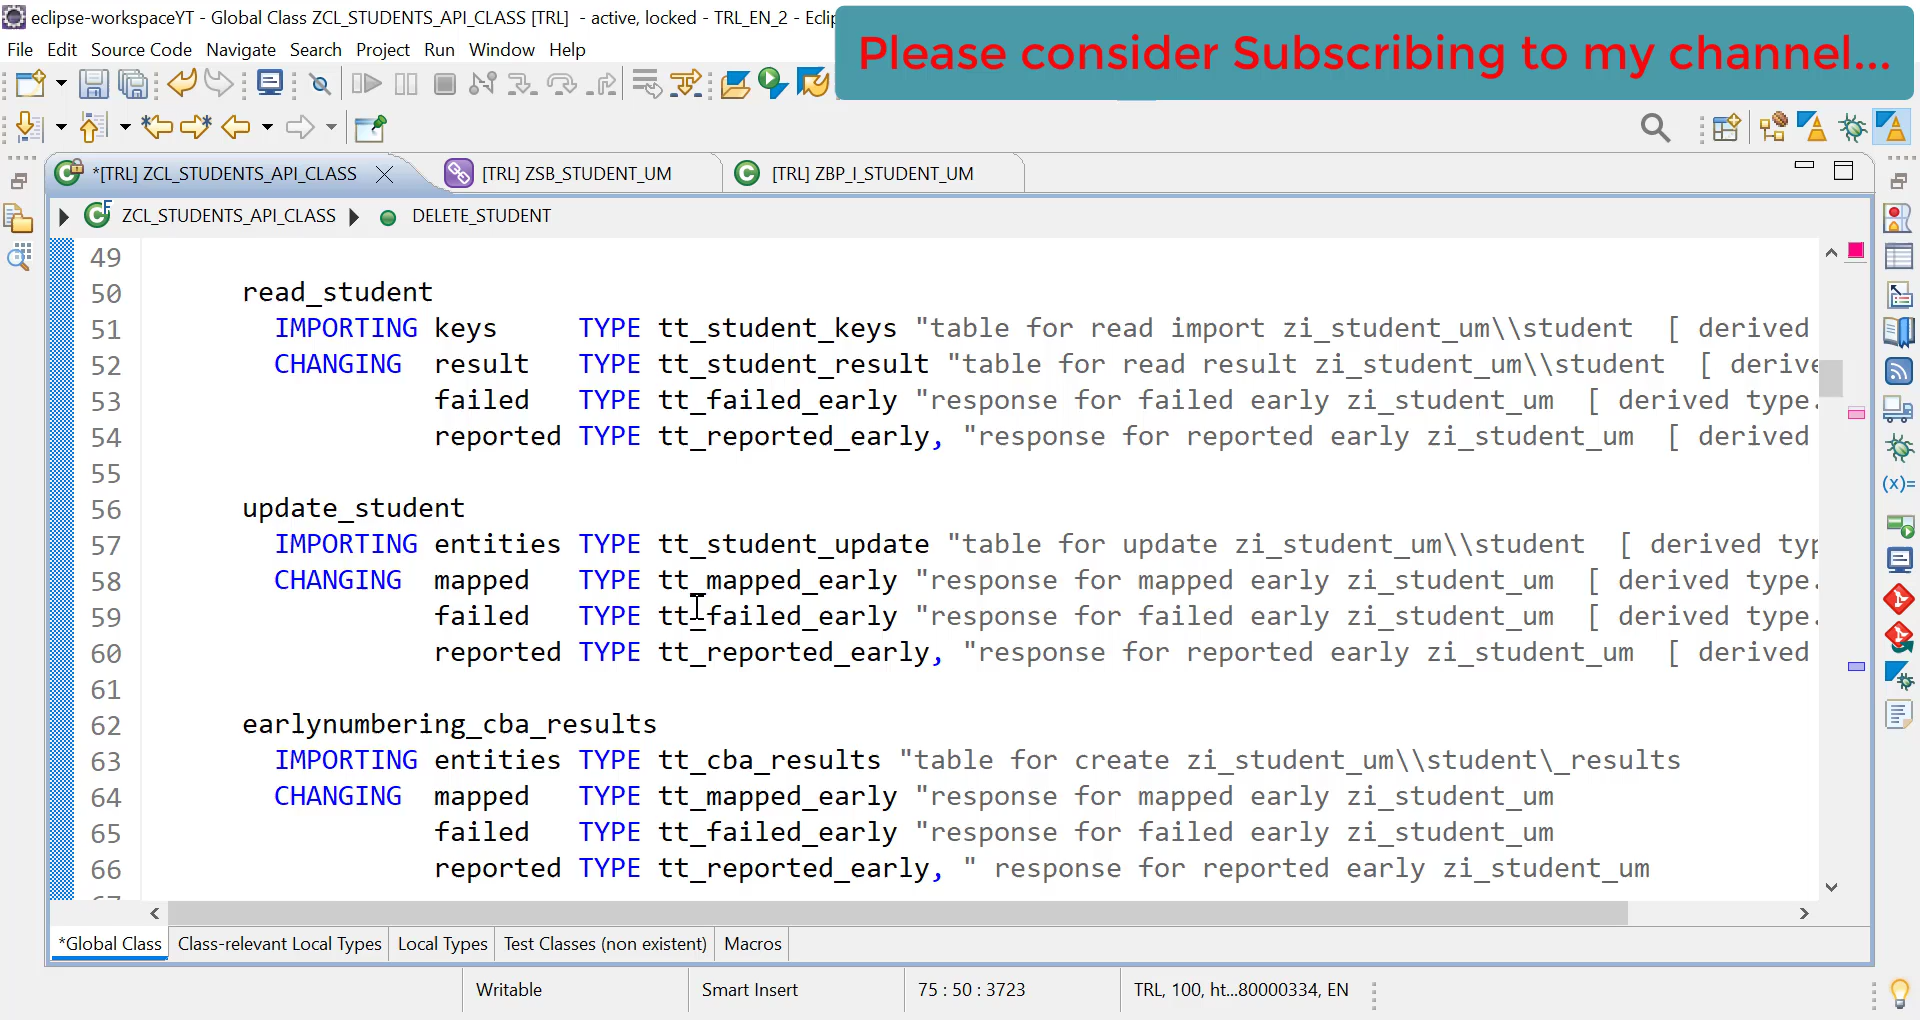 eclipse-workspaceYT - Global Class ZCL_STUDENTS_API_CLASS [TRL] - active, locked - TRL_EN_2 -
Please consider Subscribing to my channel...
File Edit Source Code Navigate Search Project Run Window Help
*[TRL] ZCL_STUDENTS_API_CLASS [TRL] ZSB_STUDENT_UM [TRL] ZBP_I_STUDENT_UM
ZCL_STUDENTS_API_CLASS DELETE_STUDENT
49
50 read_student
51 IMPORTING keys TYPE tt_student_keys "table for read import zi_student_um\\student [ derived
52 CHANGING result TYPE tt_student_result "table for read result zi_student_um\\student [ derive
53 failed TYPE tt_failed_early "response for failed early zi_student_um [ derived type.
54 reported TYPE tt_reported_early, "response for reported early zi_student_um [ derived
55
56 update_student
57 IMPORTING entities TYPE tt_student_update "table for update zi_student_um\\student [ derived typ
58 CHANGING mapped TYPE tt_mapped_early "response for mapped early zi_student_um [ derived type.
59 failed TYPE tt_failed_early "response for failed early zi_student_um [ derived type.
60 reported TYPE tt_reported_early, "response for reported early zi_student_um [ derived
61
62 earlynumbering_cba_results
63 IMPORTING entities TYPE tt_cba_results "table for create zi_student_um\\student\_results
64 CHANGING mapped TYPE tt_mapped_early "response for mapped early zi_student_um
65 failed TYPE tt_failed_early "response for failed early zi_student_um
66 reported TYPE tt_reported_early, " response for reported early zi_student_um
*Global Class Class-relevant Local Types Local Types Test Classes (non existent) Macros
Writable Smart Insert 75 : 50 : 3723 TRL, 100, ht...80000334, EN